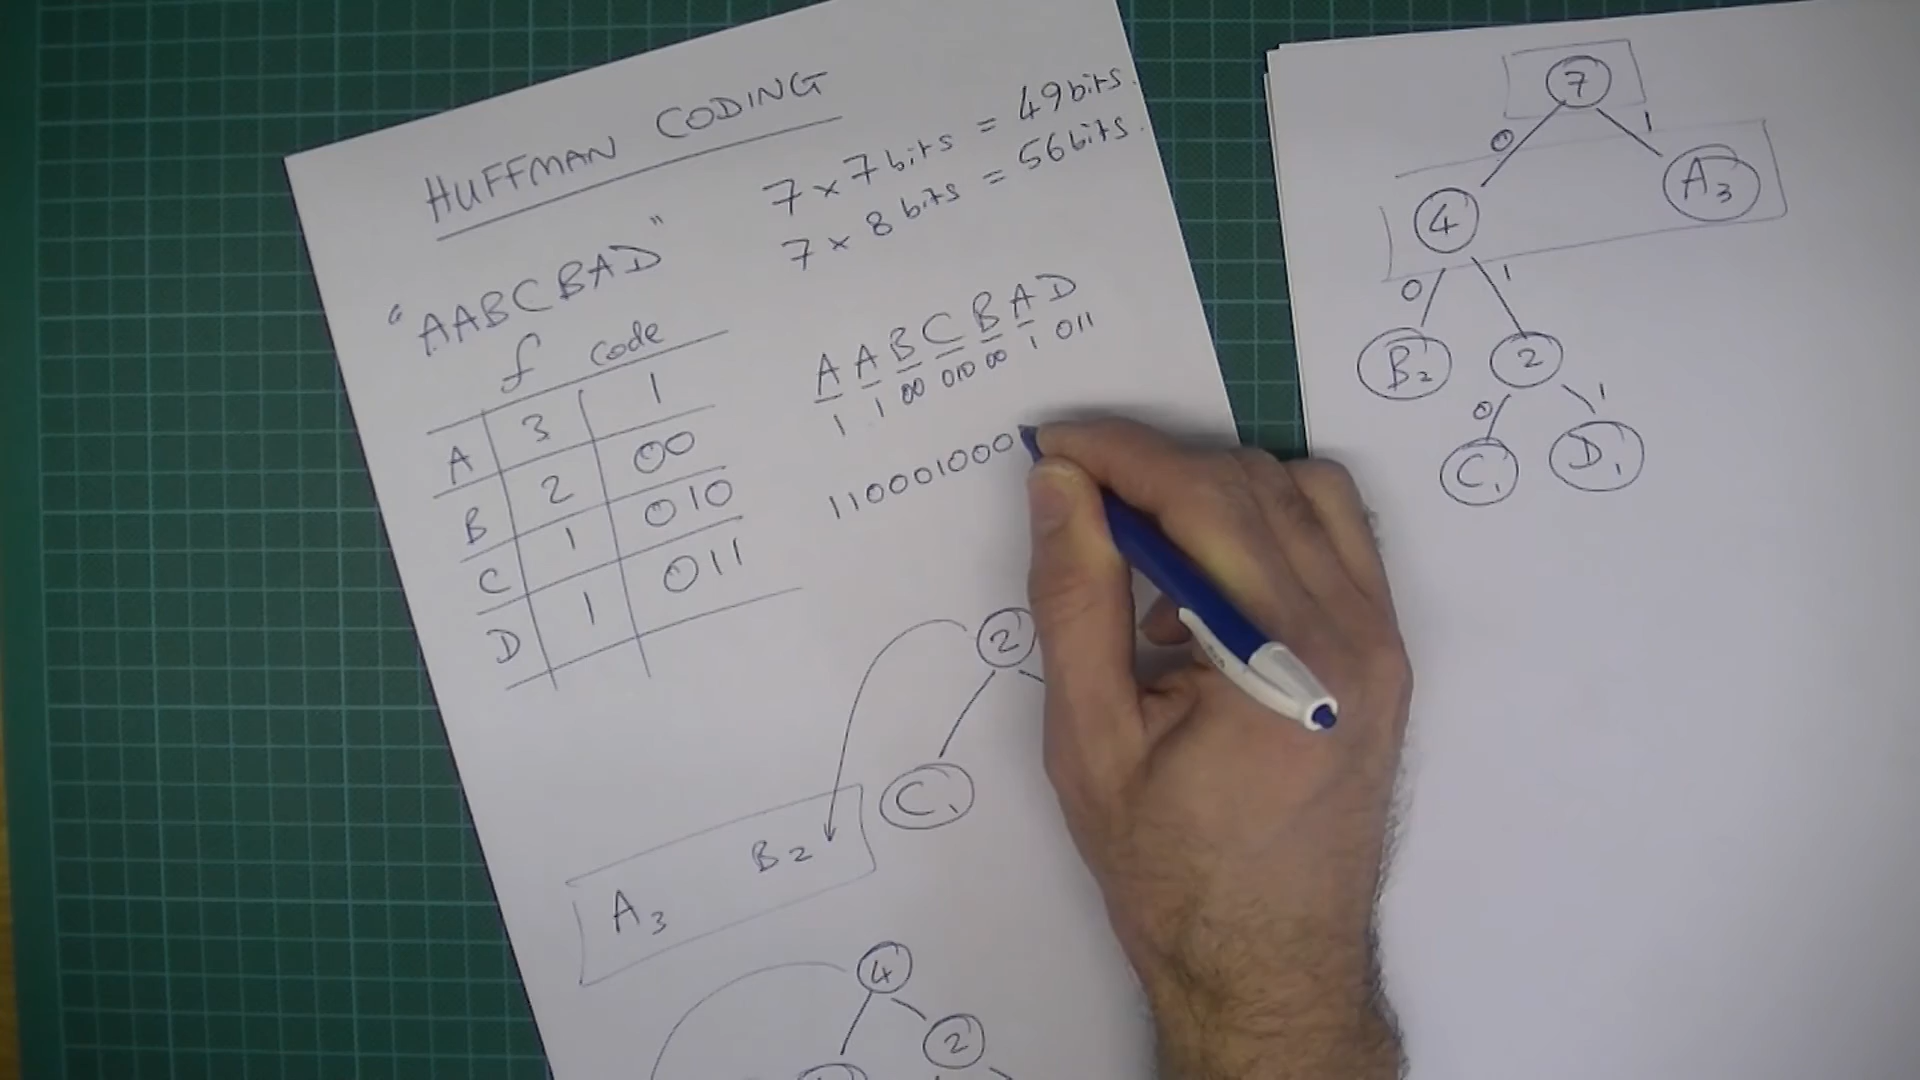 HUFFMAN CODING
7 x 7 bits = 49 bits.
7 x 8 bits = 56 bits.
"AABCBAD"
f code
A 3 1
B 2 00
C 1 010
D 1 011
A A B C B A D
1 1 00 010 00 1 011
1100010000
2
C1
A3 B2
4
2
7
0 1
4 A3
0 1
B2 2
0 1
C1 D1